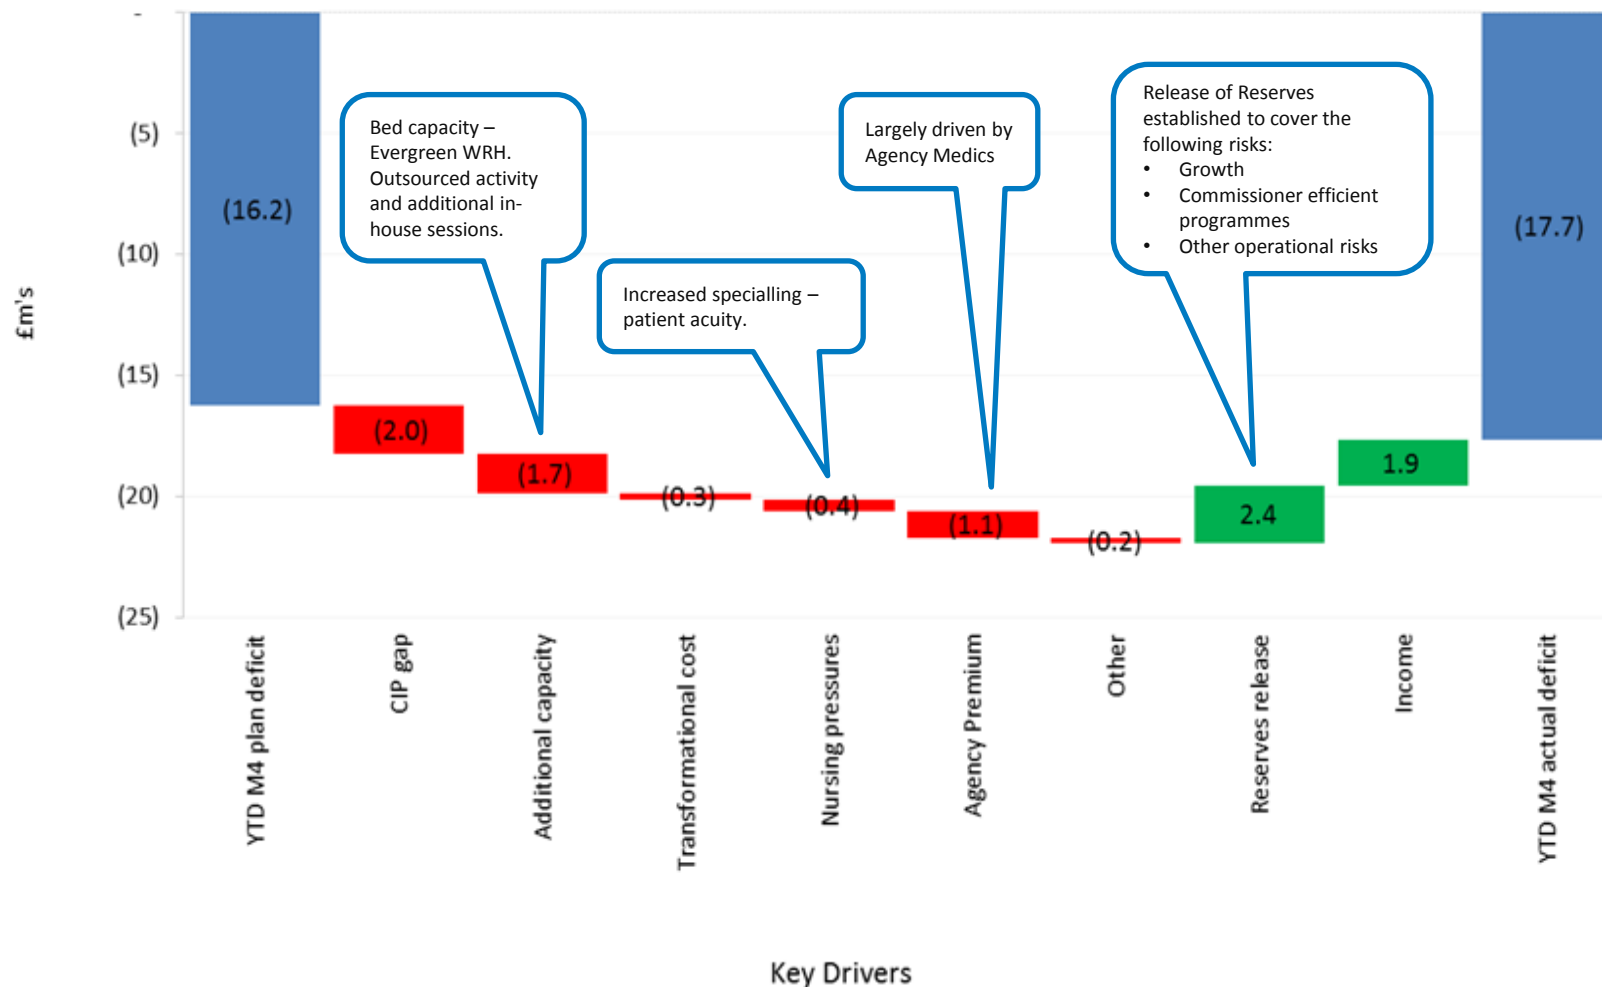 -
(5)
(10)
(15)
(20)
(25)
£m's
Bed capacity –
Evergreen WRH.
Outsourced activity
and additional in-
house sessions.
Increased specialling –
patient acuity.
Largely driven by
Agency Medics
Release of Reserves
established to cover the
following risks:
• Growth
• Commissioner efficient
programmes
• Other operational risks
(16.2)
(2.0)
(1.7)
(0.3)
(0.4)
(1.1)
(0.2)
2.4
1.9
(17.7)
YTD M4 plan deficit
CIP gap
Additional capacity
Transformational cost
Nursing pressures
Agency Premium
Other
Reserves release
Income
YTD M4 actual deficit
Key Drivers